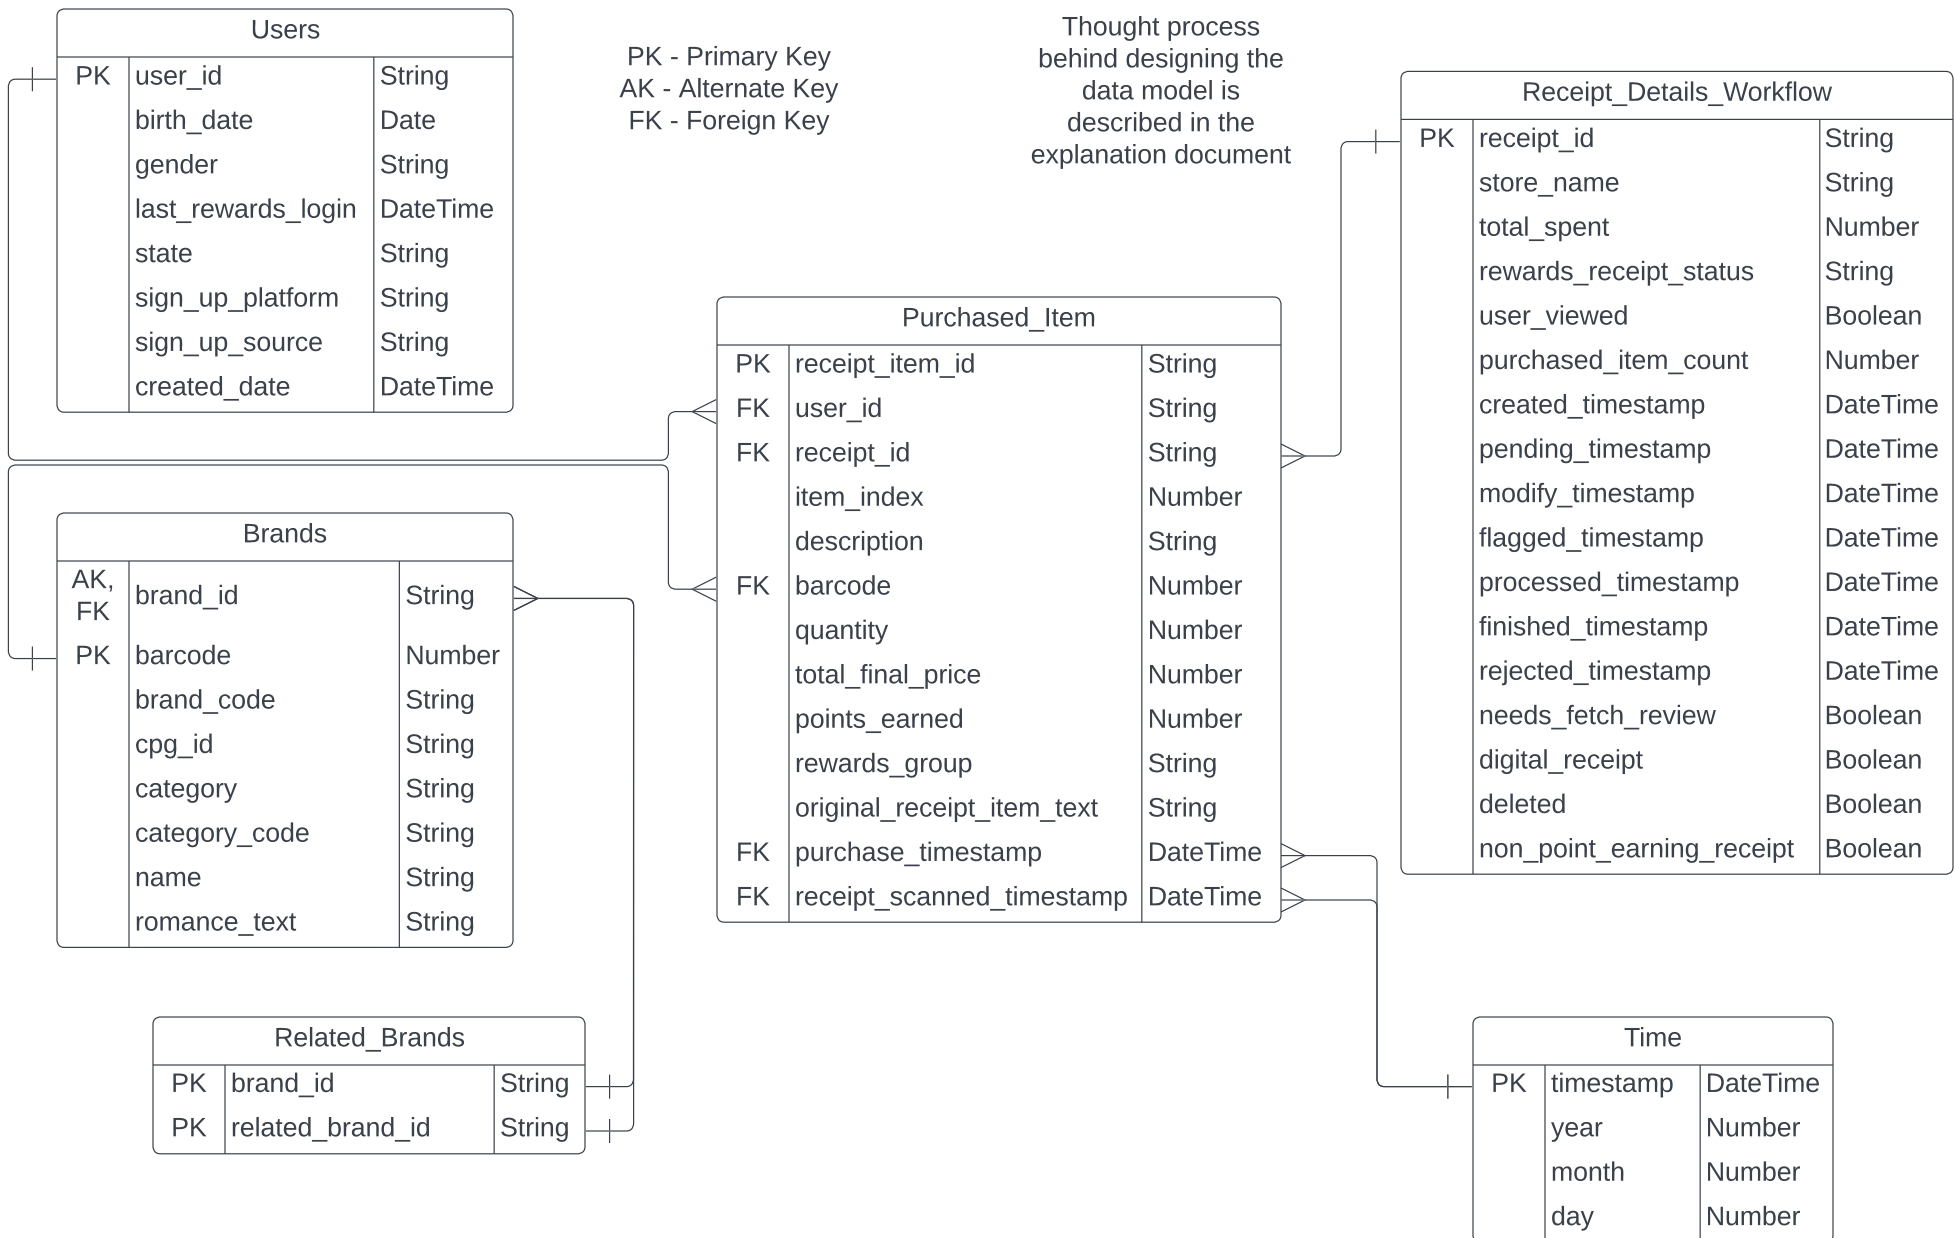 Users
PK user_id String
birth_date Date
gender String
last_rewards_login DateTime
state String
sign_up_platform String
sign_up_source String
created_date DateTime
PK - Primary Key
AK - Alternate Key
FK - Foreign Key
Thought process
behind designing the
data model is
described in the
explanation document
Receipt_Details_Workflow
PK receipt_id String
store_name String
total_spent Number
rewards_receipt_status String
user_viewed Boolean
purchased_item_count Number
created_timestamp DateTime
pending_timestamp DateTime
modify_timestamp DateTime
flagged_timestamp DateTime
processed_timestamp DateTime
finished_timestamp DateTime
rejected_timestamp DateTime
needs_fetch_review Boolean
digital_receipt Boolean
deleted Boolean
non_point_earning_receipt Boolean
Purchased_Item
PK receipt_item_id String
FK user_id String
FK receipt_id String
item_index Number
description String
FK barcode Number
quantity Number
total_final_price Number
points_earned Number
rewards_group String
original_receipt_item_text String
FK purchase_timestamp DateTime
FK receipt_scanned_timestamp DateTime
Brands
AK,
FK brand_id String
PK barcode Number
brand_code String
cpg_id String
category String
category_code String
name String
romance_text String
Related_Brands
PK brand_id String
PK related_brand_id String
Time
PK timestamp DateTime
year Number
month Number
day Number